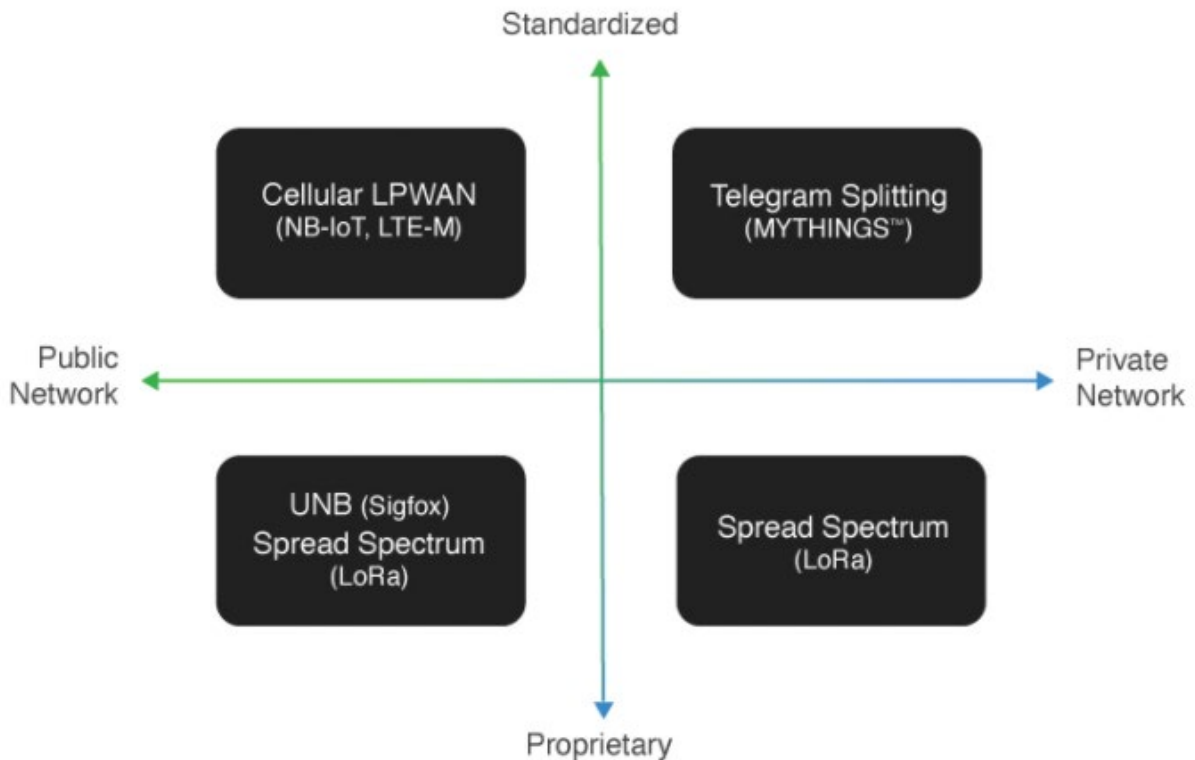 Standardized
Cellular LPWAN
(NB-IoT, LTE-M)
Telegram Splitting
(MYTHINGS™)
Public
Network
Private
Network
UNB (Sigfox)
Spread Spectrum
(LoRa)
Spread Spectrum
(LoRa)
Proprietary